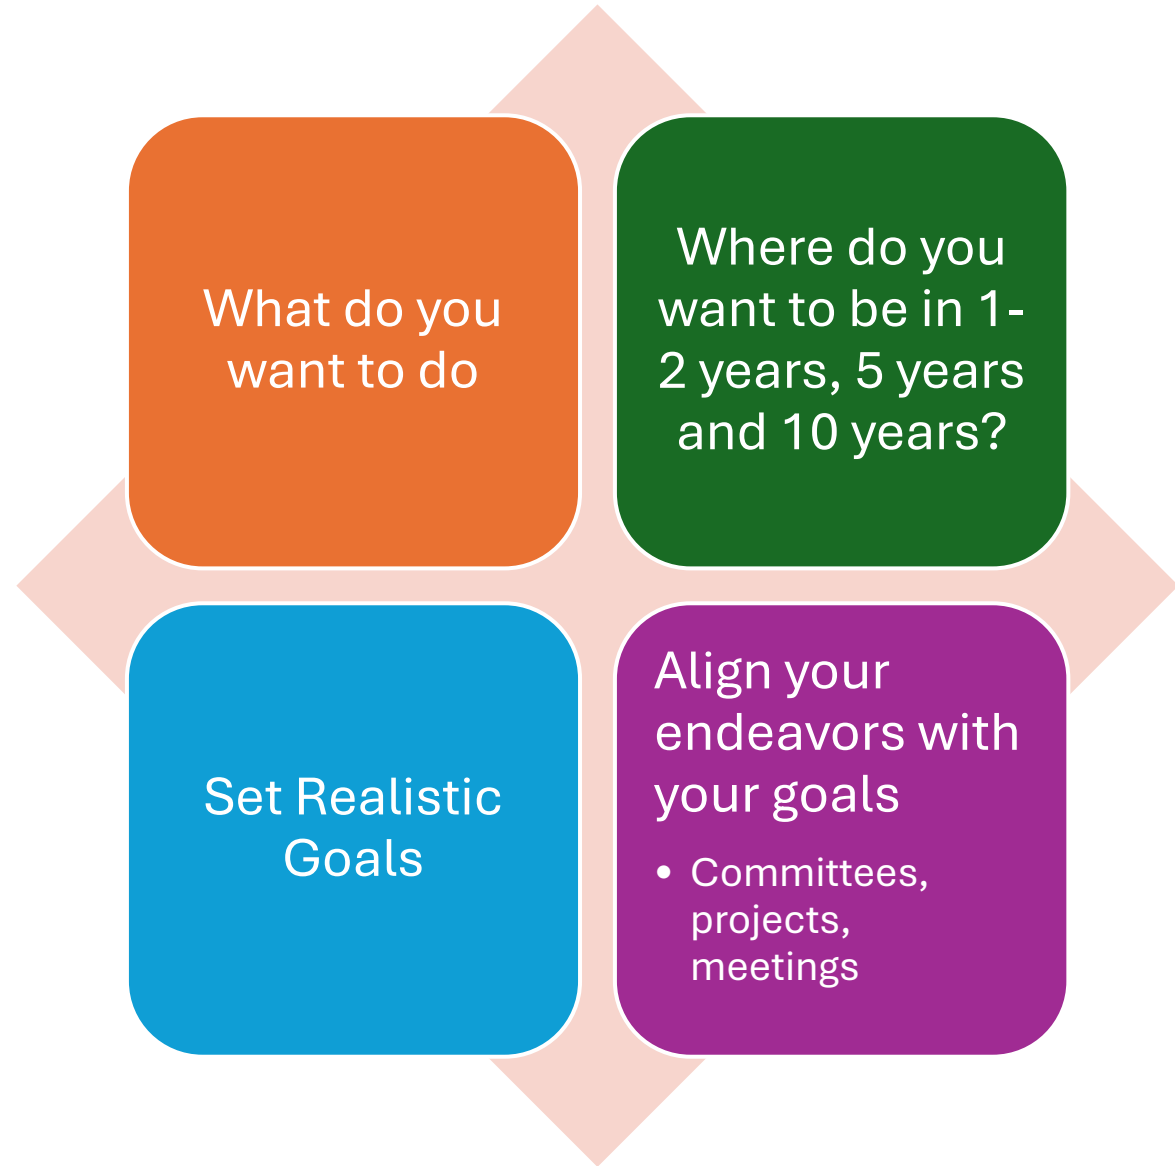 What do you
want to do
Where do you
want to be in 1-
2 years, 5 years
and 10 years?
Set Realistic
Goals
Align your
endeavors with
your goals
• Committees,
projects,
meetings